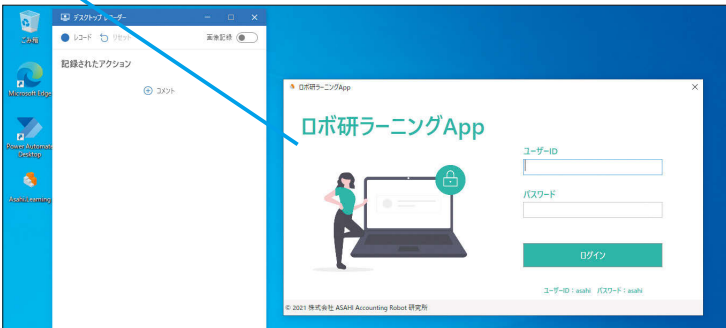 ごみ箱
Microsoft Edge
Power Automate
Desktop
AsahiLearning
デスクトップ レコーダー
レコード
リセット
画像記録
記録されたアクション
コメント
ロボ研ラーニングApp
ロボ研ラーニングApp
ユーザーID
パスワード
ログイン
ユーザーID：asahi パスワード：asahi
© 2021 株式会社 ASAHI Accounting Robot 研究所